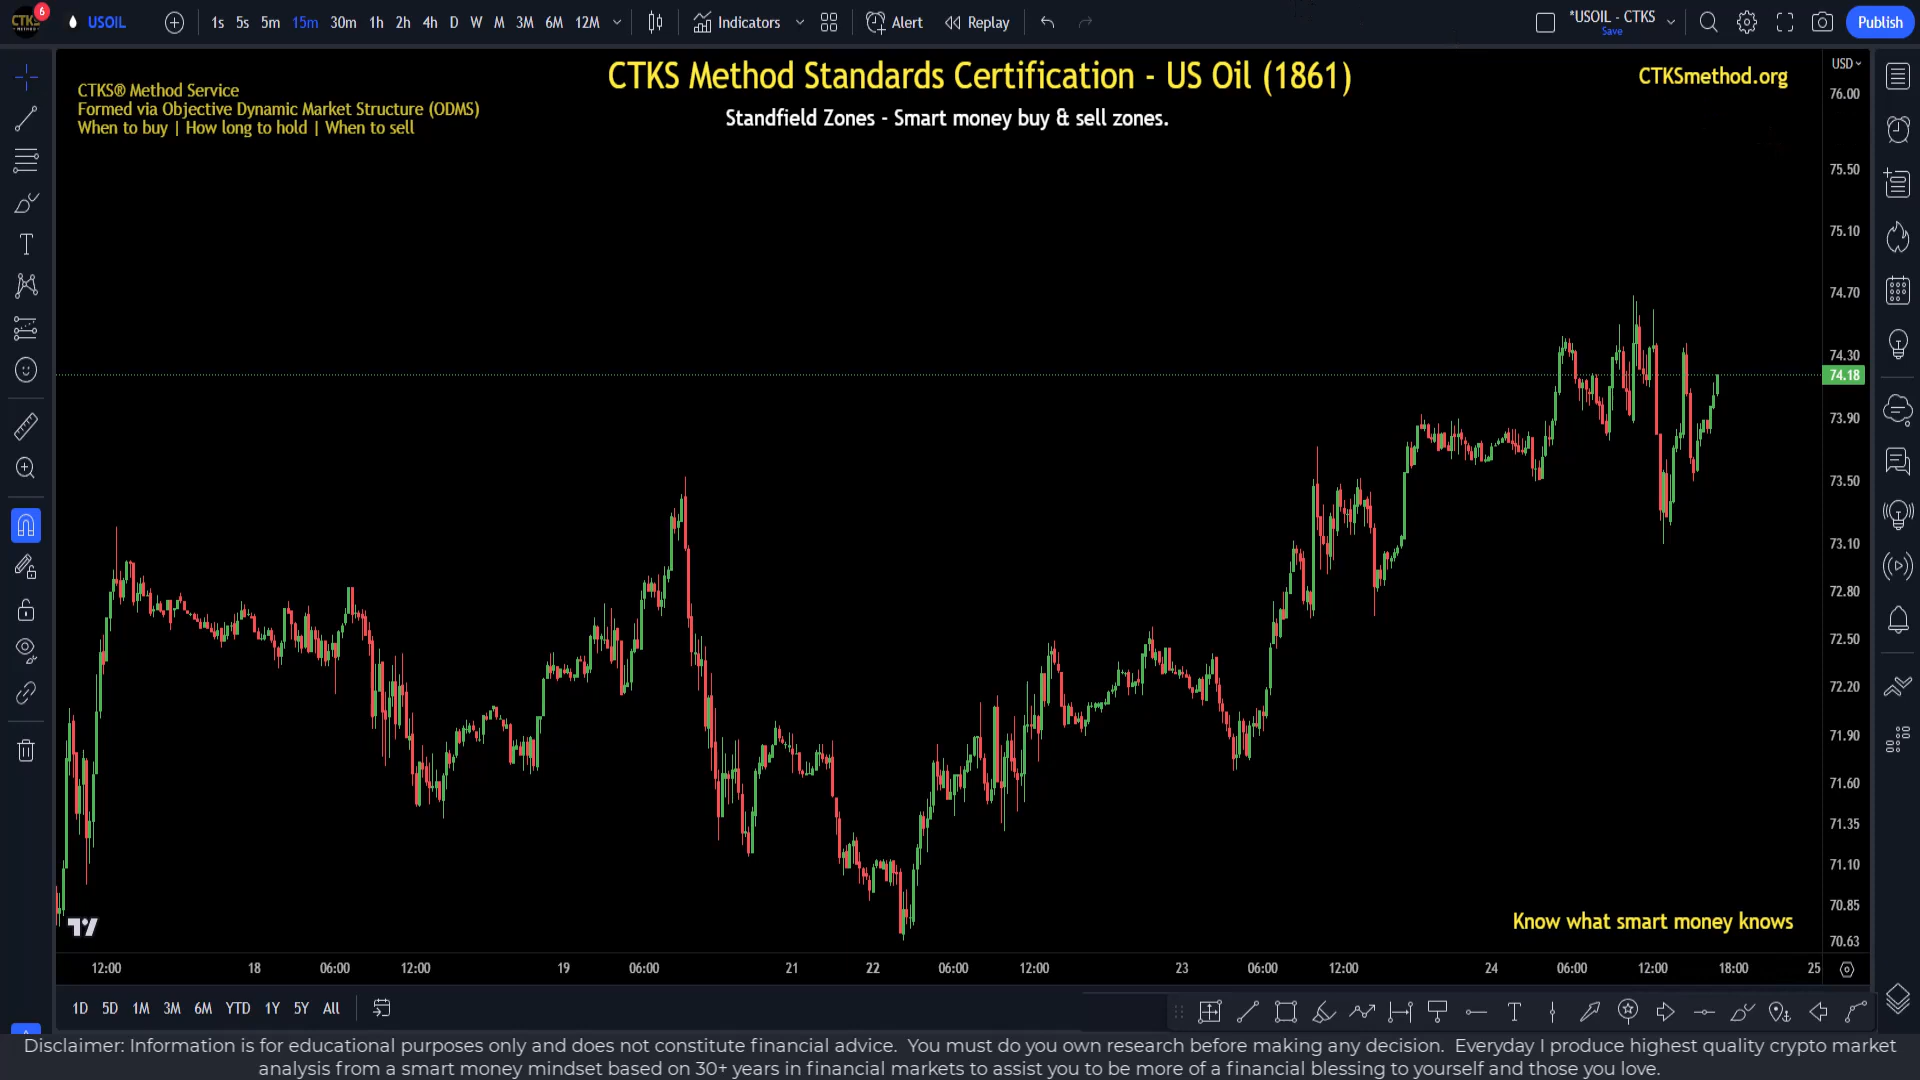 CTKS
METHOD
6
USOIL
1s 5s 5m 15m 30m 1h 2h 4h D W M 3M 6M 12M
Indicators
Alert
Replay
*USOIL - CTKS
Save
Publish
CTKS® Method Service
Formed via Objective Dynamic Market Structure (ODMS)
When to buy | How long to hold | When to sell
CTKS Method Standards Certification - US Oil (1861)
Standfield Zones - Smart money buy & sell zones.
CTKSmethod.org
USD
76.00
75.50
75.10
74.70
74.30
74.18
73.90
73.50
73.10
72.80
72.50
72.20
71.90
71.60
71.35
71.10
70.85
70.63
Know what smart money knows
12:00 18 06:00 12:00 19 06:00 21 22 06:00 12:00 23 06:00 12:00 24 06:00 12:00 18:00 25
1D 5D 1M 3M 6M YTD 1Y 5Y All
Disclaimer: Information is for educational purposes only and does not constitute financial advice. You must do you own research before making any decision. Everyday I produce highest quality crypto market
analysis from a smart money mindset based on 30+ years in financial markets to assist you to be more of a financial blessing to yourself and those you love.